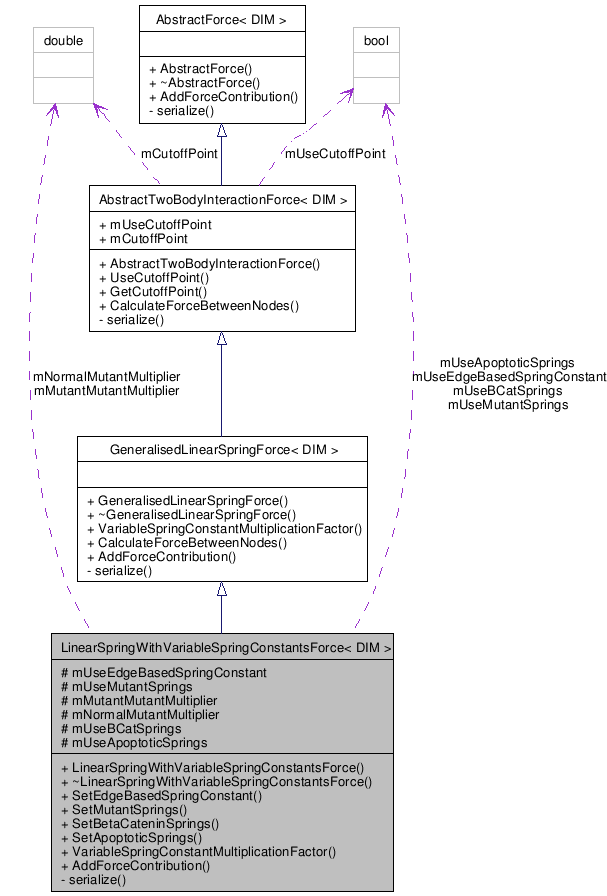 AbstractForce< DIM >
+ AbstractForce()
+ ~AbstractForce()
+ AddForceContribution()
- serialize()
double
bool
mCutoffPoint
mUseCutoffPoint
AbstractTwoBodyInteractionForce< DIM >
+ mUseCutoffPoint
+ mCutoffPoint
+ AbstractTwoBodyInteractionForce()
+ UseCutoffPoint()
+ GetCutoffPoint()
+ CalculateForceBetweenNodes()
- serialize()
mNormalMutantMultiplier
mMutantMutantMultiplier
mUseApoptoticSprings
mUseEdgeBasedSpringConstant
mUseBCatSprings
mUseMutantSprings
GeneralisedLinearSpringForce< DIM >
+ GeneralisedLinearSpringForce()
+ ~GeneralisedLinearSpringForce()
+ VariableSpringConstantMultiplicationFactor()
+ CalculateForceBetweenNodes()
+ AddForceContribution()
- serialize()
LinearSpringWithVariableSpringConstantsForce< DIM >
# mUseEdgeBasedSpringConstant
# mUseMutantSprings
# mMutantMutantMultiplier
# mNormalMutantMultiplier
# mUseBCatSprings
# mUseApoptoticSprings
+ LinearSpringWithVariableSpringConstantsForce()
+ ~LinearSpringWithVariableSpringConstantsForce()
+ SetEdgeBasedSpringConstant()
+ SetMutantSprings()
+ SetBetaCateninSprings()
+ SetApoptoticSprings()
+ VariableSpringConstantMultiplicationFactor()
+ AddForceContribution()
- serialize()